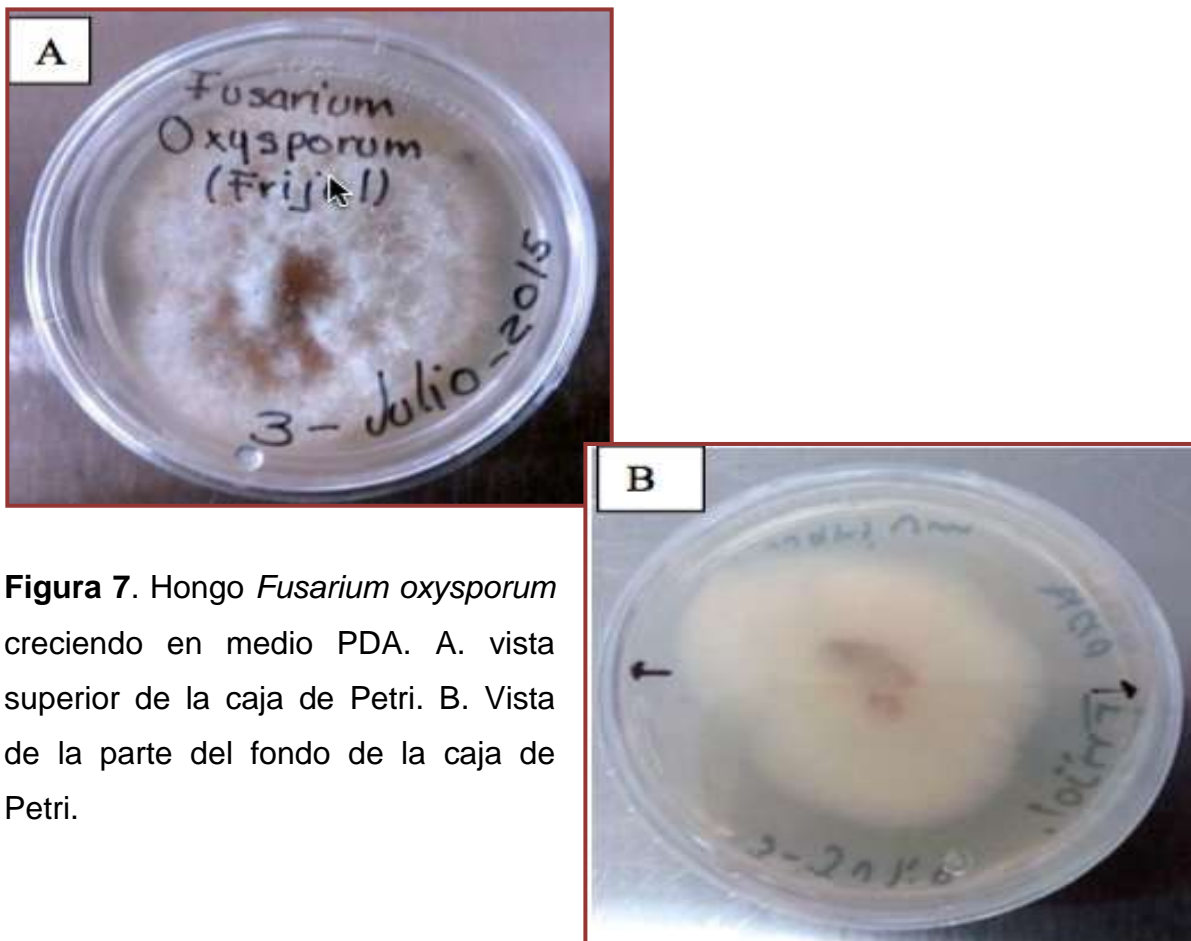 A
Fusarium
Oxysporum
(Frijol)
3 - Julio - 2015
B
Figura 7. Hongo Fusarium oxysporum
creciendo en medio PDA. A. vista
superior de la caja de Petri. B. Vista
de la parte del fondo de la caja de
Petri.